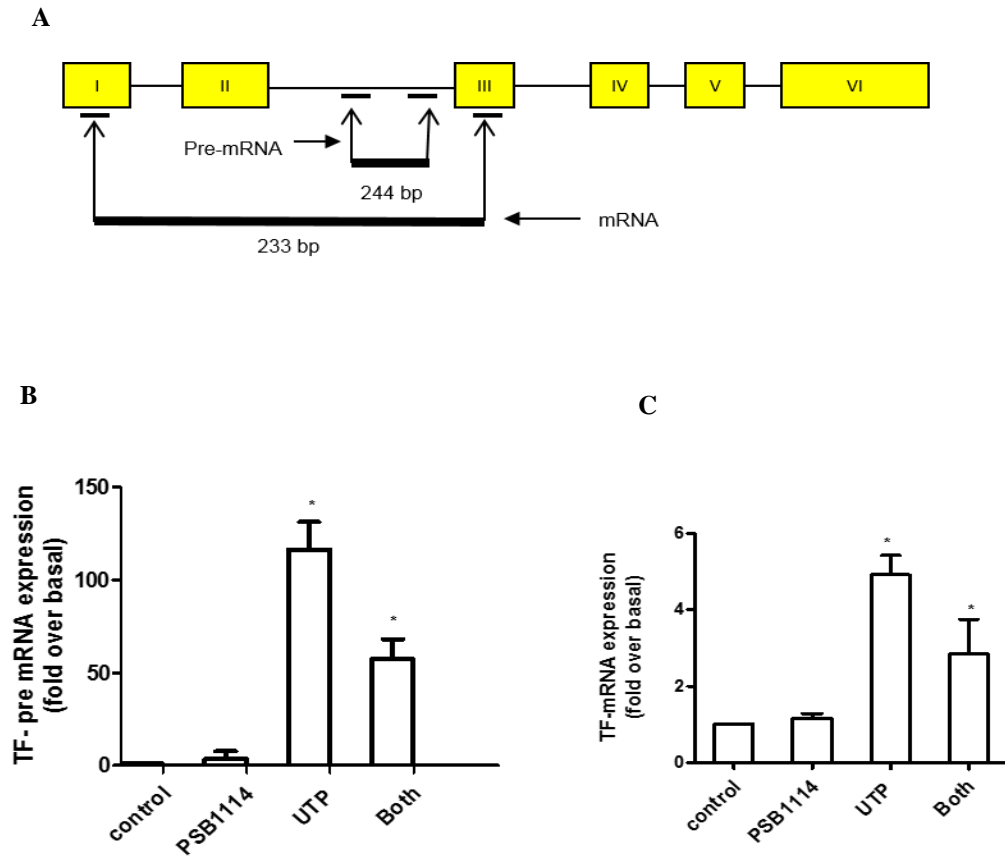 A
I II III IV V VI
Pre-mRNA
244 bp
mRNA
233 bp
B
TF- pre mRNA expression
(fold over basal)
150
100
50
0
control PSB1114 UTP Both
* *
C
TF-mRNA expression
(fold over basal)
6
4
2
0
control PSB1114 UTP Both
* *